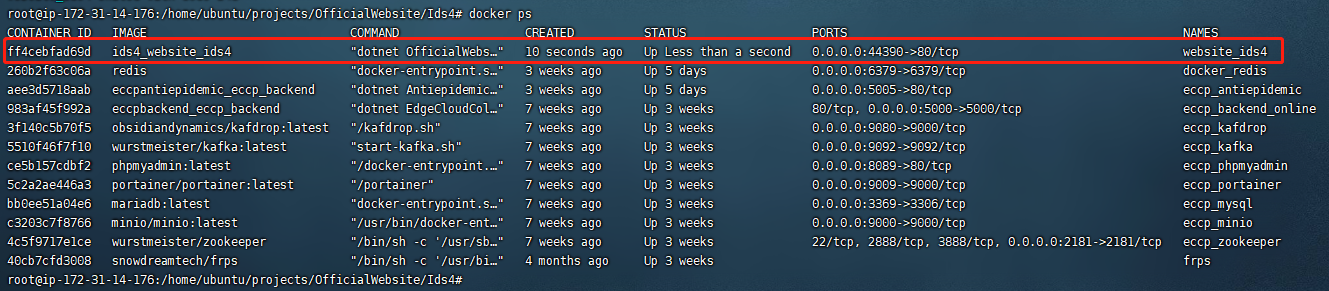 root@ip-172-31-14-176:/home/ubuntu/projects/OfficialWebsite/Ids4# docker ps
CONTAINER ID IMAGE COMMAND CREATED STATUS PORTS NAMES
ff4cebfad69d ids4_website_ids4 "dotnet OfficialWebs…" 10 seconds ago Up Less than a second 0.0.0.0:44390->80/tcp website_ids4
260b2f63c06a redis "docker-entrypoint.s…" 3 weeks ago Up 5 days 0.0.0.0:6379->6379/tcp docker_redis
aee3d5718aab eccpantiepidemic_eccp_backend "dotnet Antiepidemic…" 7 weeks ago Up 5 days 0.0.0.0:5005->80/tcp eccp_antiepidemic
983af45f992a eccpbackend_eccp_backend "dotnet EdgeCloudCol…" 7 weeks ago Up 3 weeks 80/tcp, 0.0.0.0:5000->5000/tcp eccp_backend_online
3f140c5b70f5 obsidiandynamics/kafdrop:latest "/kafdrop.sh" 7 weeks ago Up 3 weeks 0.0.0.0:9080->9000/tcp eccp_kafdrop
5510f46f7f10 wurstmeister/kafka:latest "start-kafka.sh" 7 weeks ago Up 3 weeks 0.0.0.0:9092->9092/tcp eccp_kafka
ce5b157cdbf2 phpmyadmin:latest "/docker-entrypoint.…" 7 weeks ago Up 3 weeks 0.0.0.0:8089->80/tcp eccp_phpmyadmin
5c2a2ae446a3 portainer/portainer:latest "/portainer" 7 weeks ago Up 3 weeks 0.0.0.0:9009->9000/tcp eccp_portainer
bb0ee51a04e6 mariadb:latest "docker-entrypoint.s…" 7 weeks ago Up 3 weeks 0.0.0.0:3369->3306/tcp eccp_mysql
c3203c7f8766 minio/minio:latest "/usr/bin/docker-ent…" 7 weeks ago Up 3 weeks 0.0.0.0:9000->9000/tcp eccp_minio
4c5f9717e1ce wurstmeister/zookeeper "/bin/sh -c '/usr/sb…" 7 weeks ago Up 3 weeks 22/tcp, 2888/tcp, 3888/tcp, 0.0.0.0:2181->2181/tcp eccp_zookeeper
40cb7cfd3008 snowdreamtech/frps "/bin/sh -c '/usr/bi…" 4 months ago Up 3 weeks frps
root@ip-172-31-14-176:/home/ubuntu/projects/OfficialWebsite/Ids4#